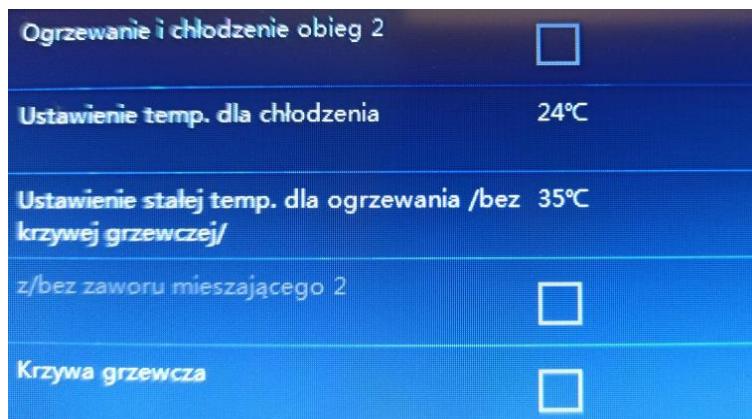 Ogrzewanie i chłodzenie obieg 2
Ustawienie temp. dla chłodzenia 24℃
Ustawienie stałej temp. dla ogrzewania /bez 35℃
krzywej grzewczej/
z/bez zaworu mieszającego 2
Krzywa grzewcza